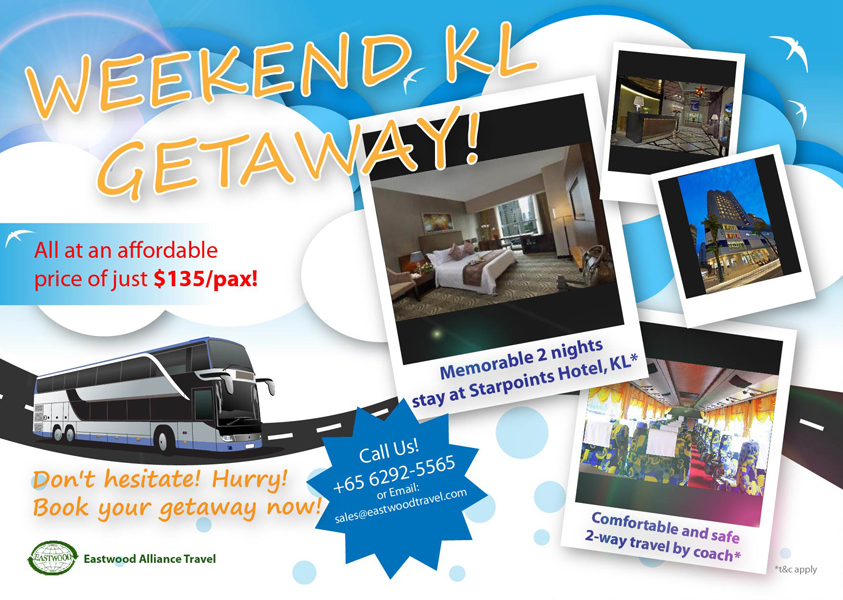 WEEKEND KL
GETAWAY!
All at an affordable
price of just $135/pax!
Memorable 2 nights
stay at Starpoints Hotel, KL*
Call Us!
+65 6292-5565
or Email:
sales@eastwoodtravel.com
Don't hesitate! Hurry!
Book your getaway now!
Comfortable and safe
2-way travel by coach*
EASTWOOD
Eastwood Alliance Travel
*t&c apply